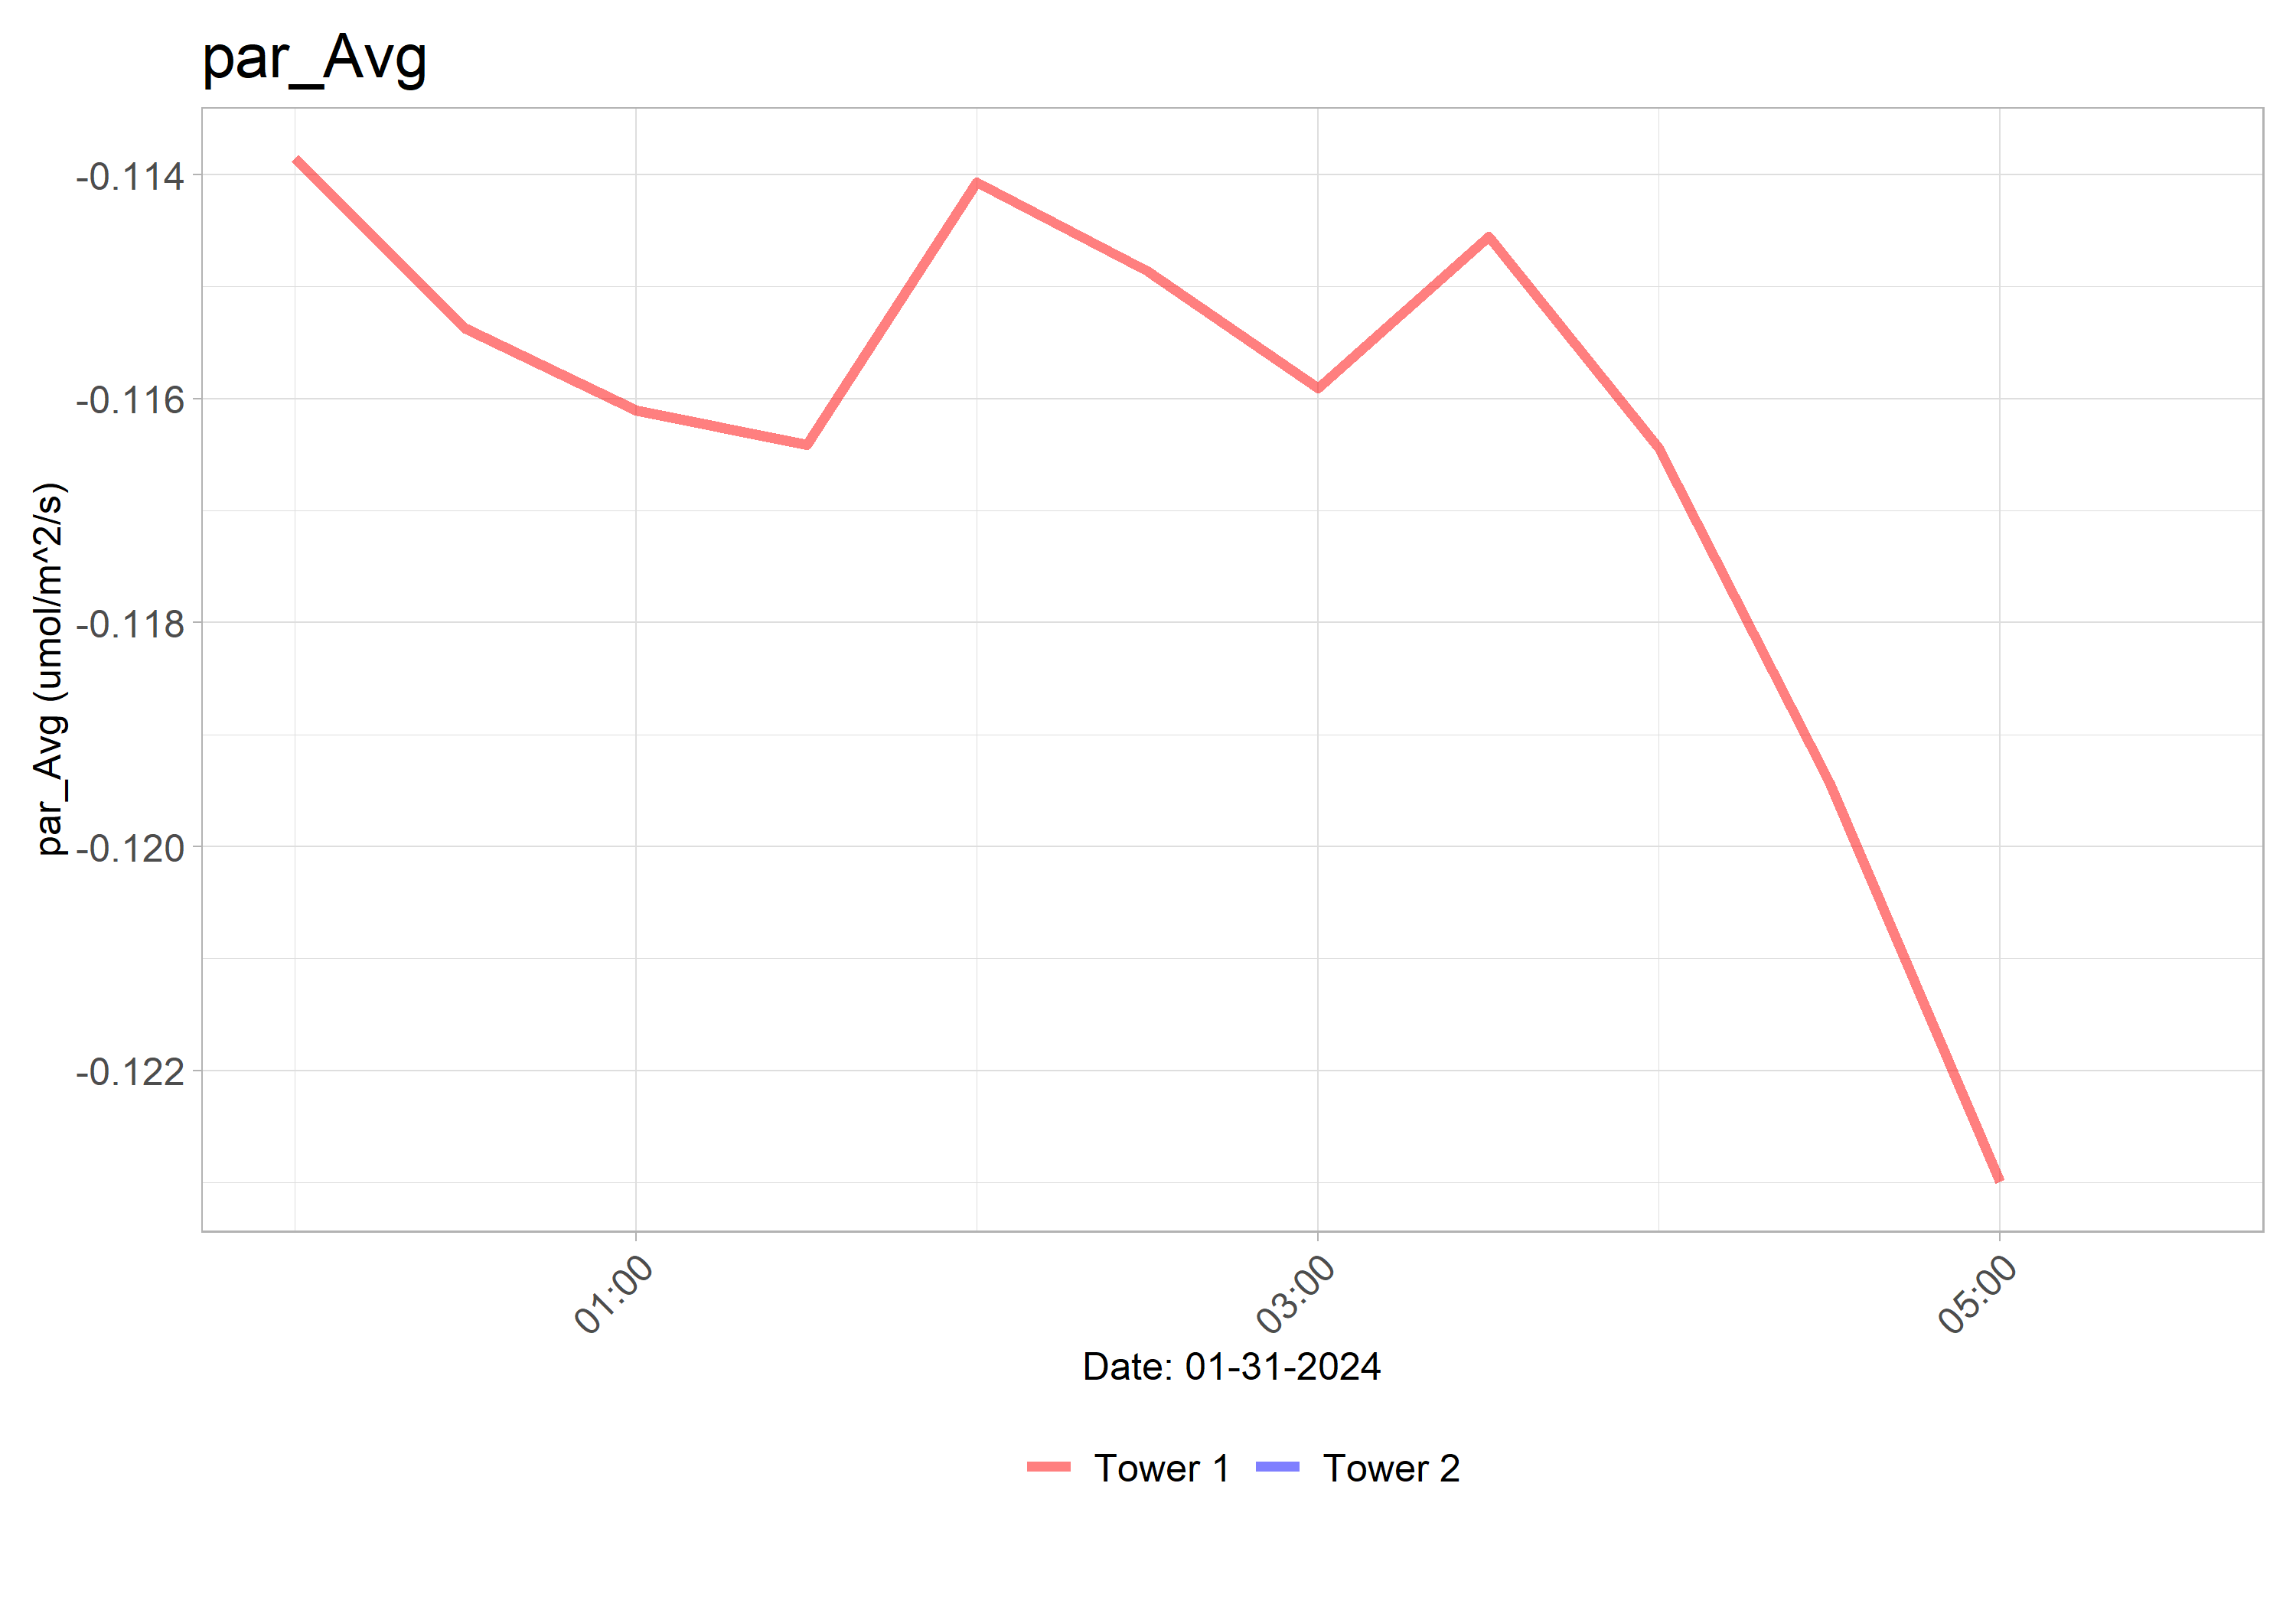 par_Avg
par_Avg (umol/m^2/s)
-0.114
-0.116
-0.118
-0.120
-0.122
01:00
03:00
05:00
Date: 01-31-2024
Tower 1
Tower 2